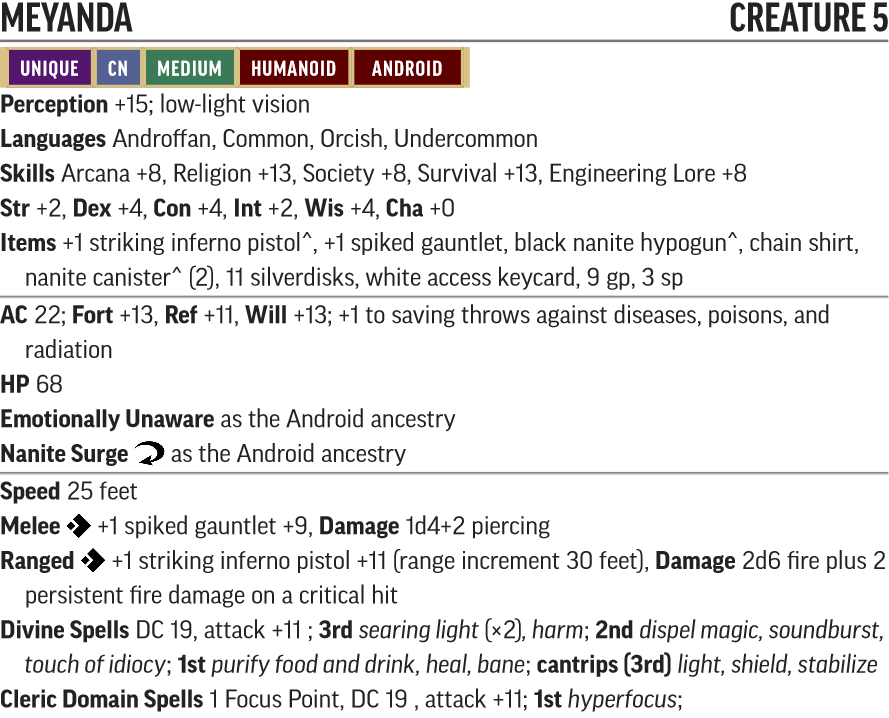 MEYANDA CREATURE 5
UNIQUE CN MEDIUM HUMANOID ANDROID
Perception +15; low-light vision
Languages Androffan, Common, Orcish, Undercommon
Skills Arcana +8, Religion +13, Society +8, Survival +13, Engineering Lore +8
Str +2, Dex +4, Con +4, Int +2, Wis +4, Cha +0
Items +1 striking inferno pistol^, +1 spiked gauntlet, black nanite hypogun^, chain shirt,
nanite canister^ (2), 11 silverdisks, white access keycard, 9 gp, 3 sp
AC 22; Fort +13, Ref +11, Will +13; +1 to saving throws against diseases, poisons, and
radiation
HP 68
Emotionally Unaware as the Android ancestry
Nanite Surge as the Android ancestry
Speed 25 feet
Melee +1 spiked gauntlet +9, Damage 1d4+2 piercing
Ranged +1 striking inferno pistol +11 (range increment 30 feet), Damage 2d6 fire plus 2
persistent fire damage on a critical hit
Divine Spells DC 19, attack +11 ; 3rd searing light (×2), harm; 2nd dispel magic, soundburst,
touch of idiocy; 1st purify food and drink, heal, bane; cantrips (3rd) light, shield, stabilize
Cleric Domain Spells 1 Focus Point, DC 19 , attack +11; 1st hyperfocus;